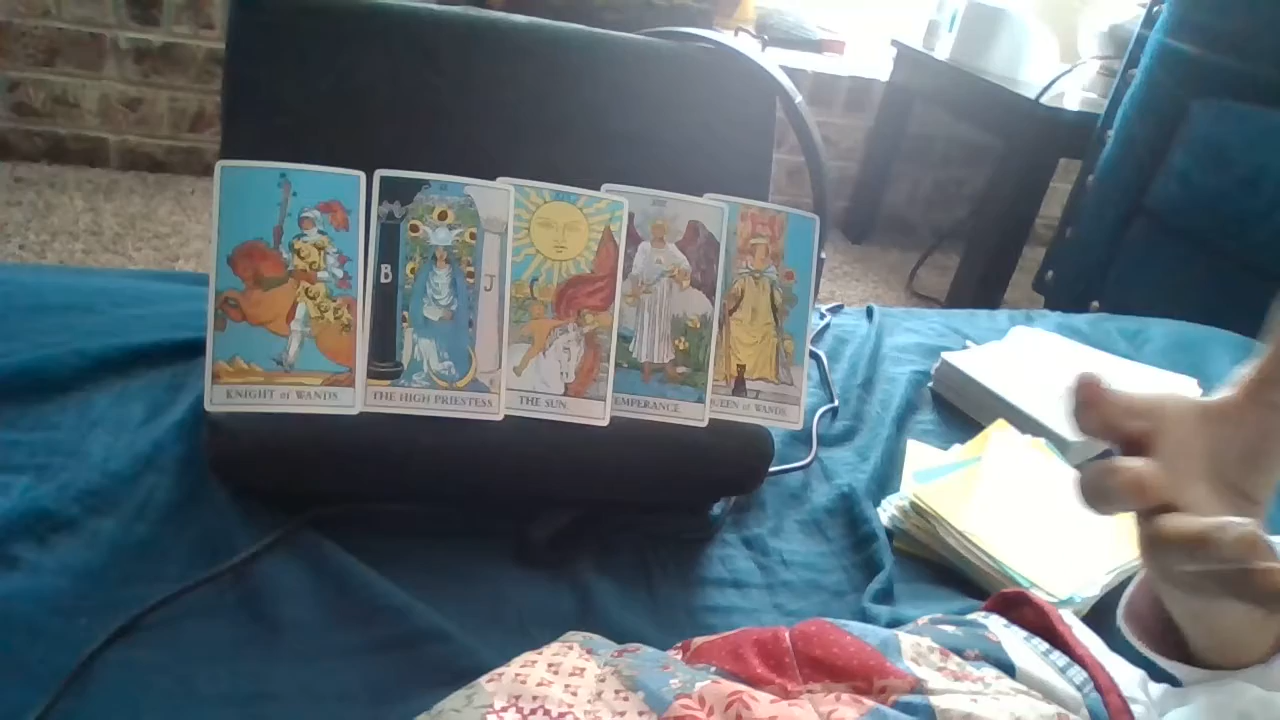 KNIGHT of WANDS
B
J
THE HIGH PRIESTESS
THE SUN.
EMPERANCE.
QUEEN of WANDS.